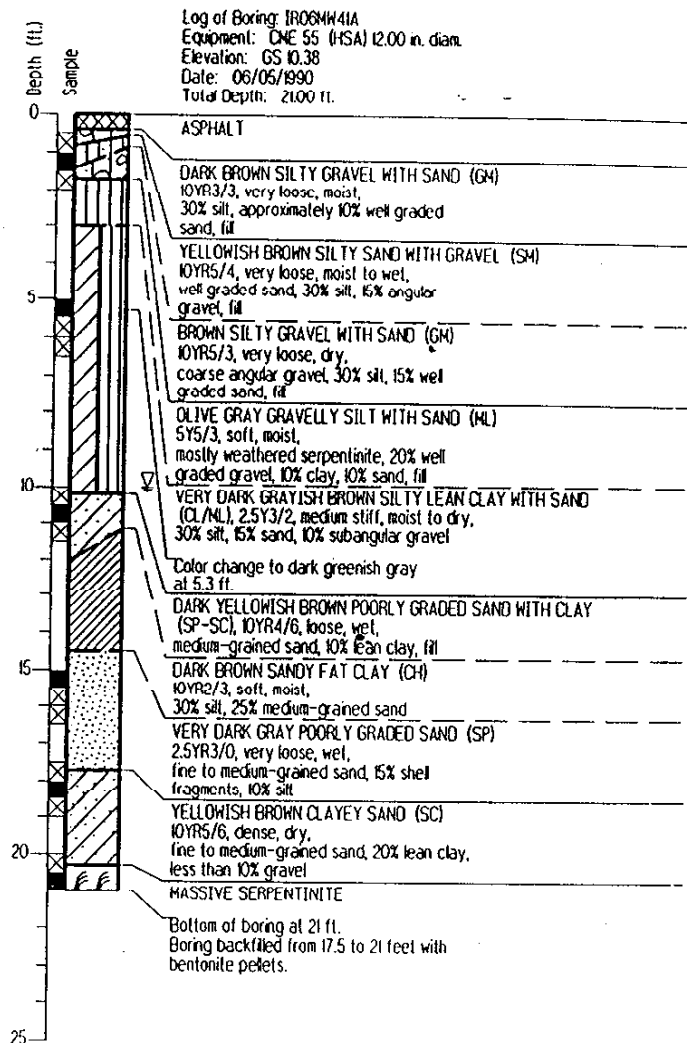 Log of Boring: IR06MW41A
Equipment: CME 55 (HSA) 12.00 in. diam.
Elevation: GS 10.38
Date: 06/05/1990
Total Depth: 21.00 ft.
Depth (ft.)
Sample
0
5
10
15
20
25
ASPHALT
DARK BROWN SILTY GRAVEL WITH SAND (GM)
10YR3/3, very loose, moist,
30% silt, approximately 10% well graded
sand, fill
YELLOWISH BROWN SILTY SAND WITH GRAVEL (SM)
10YR5/4, very loose, moist to wet,
well graded sand, 30% silt, 15% angular
gravel, fill
BROWN SILTY GRAVEL WITH SAND (GM)
10YR5/3, very loose, dry,
coarse angular gravel, 30% silt, 15% well
graded sand, fill
OLIVE GRAY GRAVELLY SILT WITH SAND (ML)
5Y5/3, soft, moist,
mostly weathered serpentinite, 20% well
graded gravel, 10% clay, 10% sand, fill
VERY DARK GRAYISH BROWN SILTY LEAN CLAY WITH SAND
(CL/ML), 2.5Y3/2, medium stiff, moist to dry,
30% silt, 15% sand, 10% subangular gravel
Color change to dark greenish gray
at 5.3 ft.
DARK YELLOWISH BROWN POORLY GRADED SAND WITH CLAY
(SP-SC), 10YR4/6, loose, wet,
medium-grained sand, 10% lean clay, fill
DARK BROWN SANDY FAT CLAY (CH)
10YR2/3, soft, moist,
30% silt, 25% medium-grained sand
VERY DARK GRAY POORLY GRADED SAND (SP)
2.5YR3/0, very loose, wet,
fine to medium-grained sand, 15% shell
fragments, 10% silt
YELLOWISH BROWN CLAYEY SAND (SC)
10YR5/6, dense, dry,
fine to medium-grained sand, 20% lean clay,
less than 10% gravel
MASSIVE SERPENTINITE
Bottom of boring at 21 ft.
Boring backfilled from 17.5 to 21 feet with
bentonite pellets.